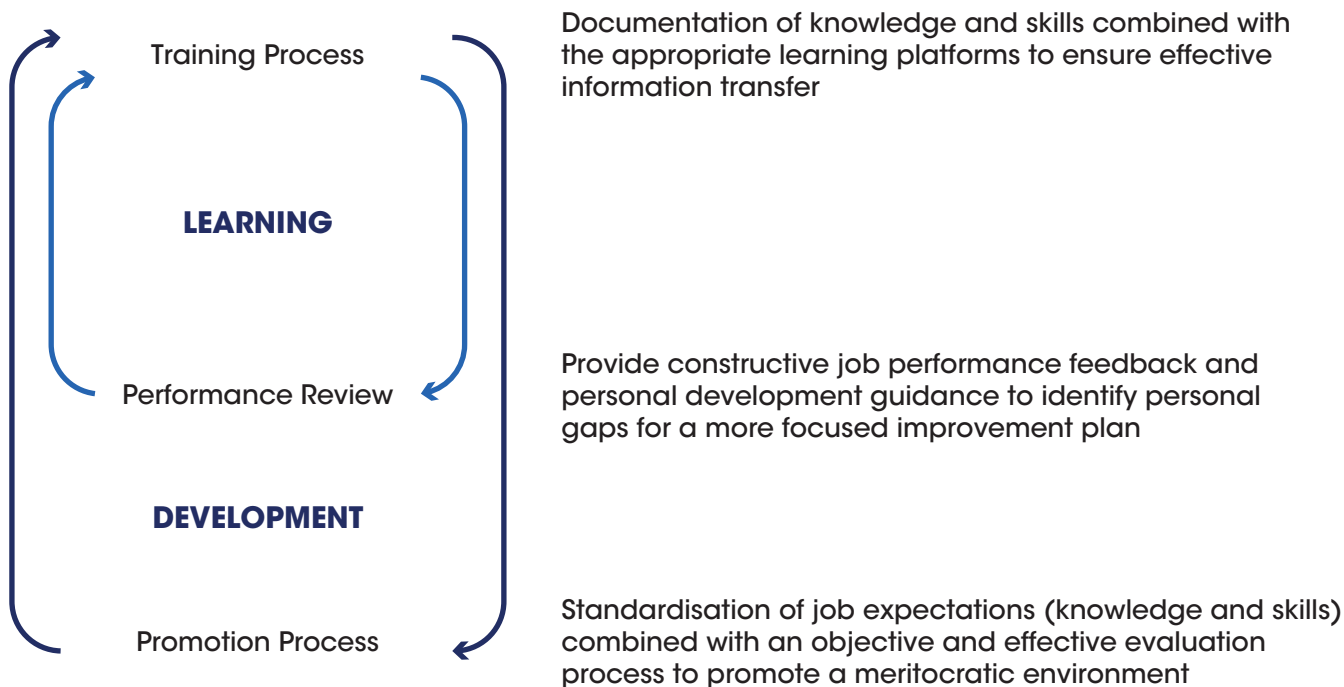 Training Process
Documentation of knowledge and skills combined with
the appropriate learning platforms to ensure effective
information transfer
LEARNING
Performance Review
Provide constructive job performance feedback and
personal development guidance to identify personal
gaps for a more focused improvement plan
DEVELOPMENT
Promotion Process
Standardisation of job expectations (knowledge and skills)
combined with an objective and effective evaluation
process to promote a meritocratic environment